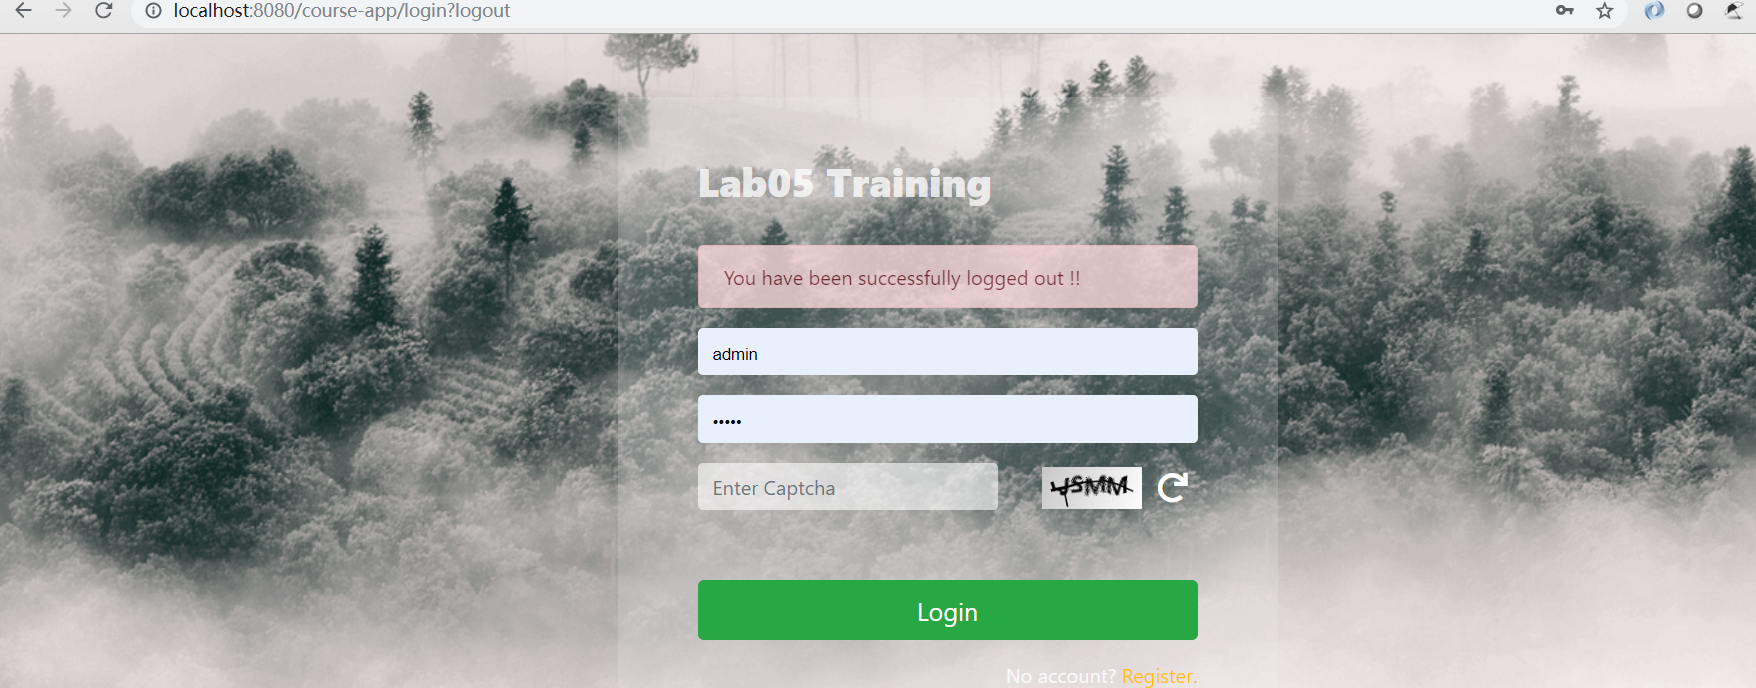 localhost:8080/course-app/login?logout
Lab05 Training
You have been successfully logged out !!
admin
•••••
Enter Captcha
Login
No account? Register.